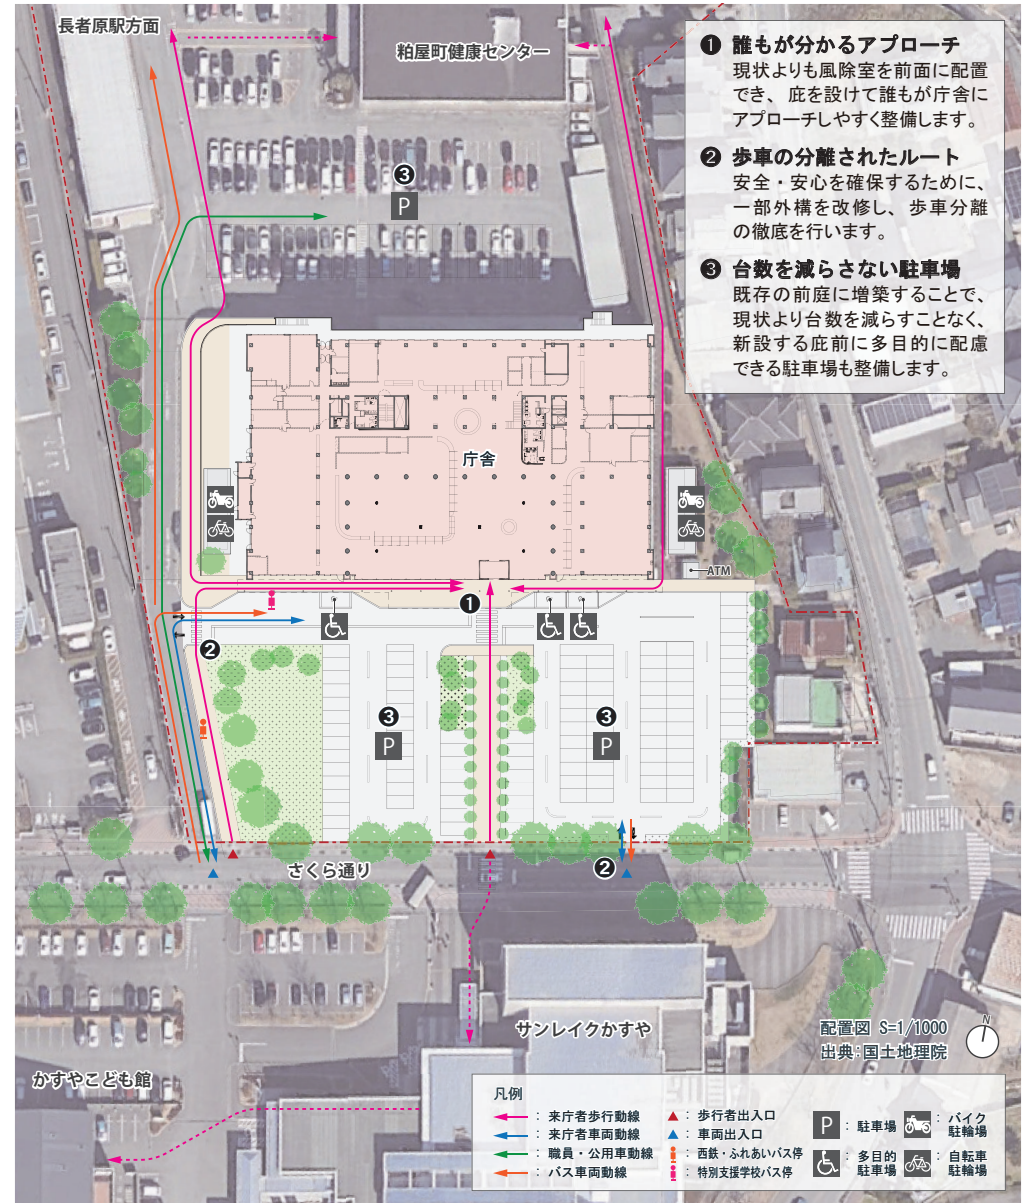 長者原駅方面
粕屋町健康センター
❶ 誰もが分かるアプローチ
現状よりも風除室を前面に配置
でき、庇を設けて誰もが庁舎に
アプローチしやすく整備します。
❷ 歩車の分離されたルート
安全・安心を確保するために、
一部外構を改修し、歩車分離
の徹底を行います。
❸ 台数を減らさない駐車場
既存の前庭に増築することで、
現状より台数を減らすことなく、
新設する庇前に多目的に配慮
できる駐車場も整備します。
❸
P
庁舎
ATM
❶
❷
❸
P
❸
P
さくら通り
❷
サンレイクかすや
かすやこども館
配置図 S=1/1000
出典:国土地理院
N
凡例
：来庁者歩行動線
：来庁者車両動線
：職員・公用車動線
：バス車両動線
：歩行者出入口
：車両出入口
：西鉄・ふれあいバス停
：特別支援学校バス停
P ：駐車場
：多目的
駐車場
：バイク
駐輪場
：自転車
駐輪場